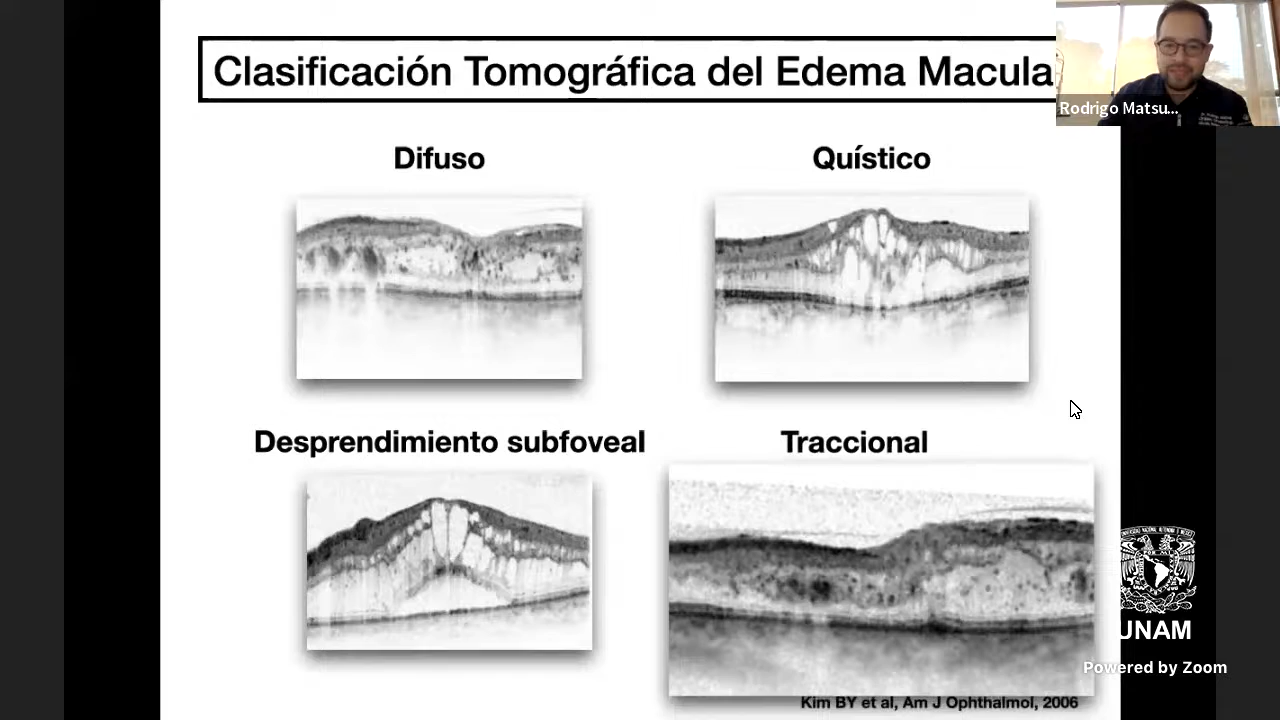 Clasificación Tomográfica del Edema Macula
Rodrigo Matsu...
Difuso
Quístico
Desprendimiento subfoveal
Traccional
UNAM
Powered by Zoom
Kim BY et al, Am J Ophthalmol, 2006